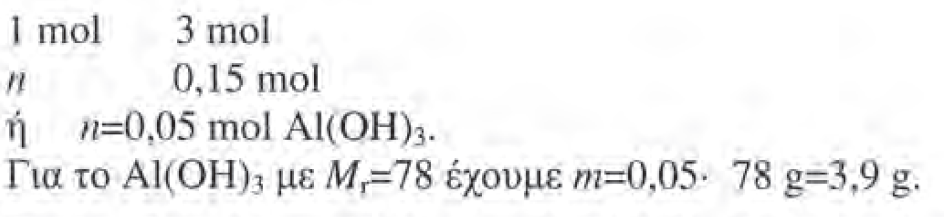 1 mol 3 mol
n 0,15 mol
ή n=0,05 mol Al(OH)₃.
Για το Al(OH)₃ με Mᵣ=78 έχουμε m=0,05· 78 g=3,9 g.